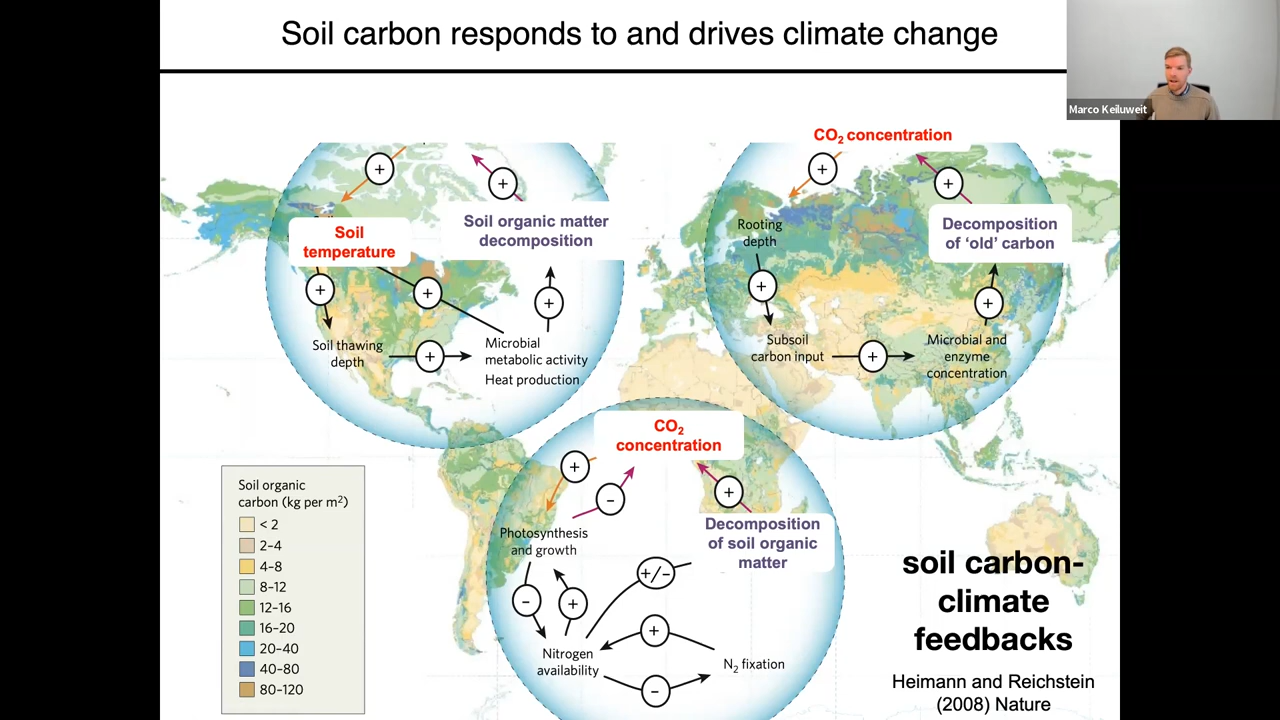 Soil carbon responds to and drives climate change
Marco Keiluweit
CO₂ concentration
+
+
+
+
Soil
temperature
Soil organic matter
decomposition
Rooting
depth
Decomposition
of 'old' carbon
+
+
+
+
+
Soil thawing
depth
+
Microbial
metabolic activity
Heat production
Subsoil
carbon input
+
Microbial and
enzyme
concentration
CO₂
concentration
+
−
+
Photosynthesis
and growth
Decomposition
of soil organic
matter
+/−
−
+
+
Nitrogen
availability
N₂ fixation
−
Soil organic
carbon (kg per m²)
< 2
2–4
4–8
8–12
12–16
16–20
20–40
40–80
80–120
soil carbon-
climate
feedbacks
Heimann and Reichstein
(2008) Nature